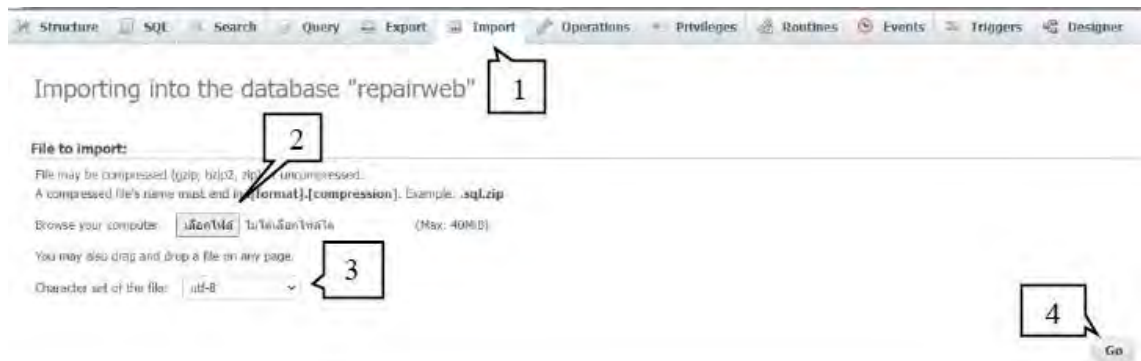 Structure SQL Search Query Export Import Operations Privileges Routines Events Triggers Designer
1
Importing into the database "repairweb"
2
File to import:
File may be compressed (gzip, bzip2, zip) uncompressed.
A compressed file's name must end in .[format].[compression]. Example: .sql.zip
Browse your computer: เลือกไฟล์ ไม่ได้เลือกไฟล์ใด (Max: 40MiB)
You may also drag and drop a file on any page.
3
Character set of the file: utf-8
4
Go